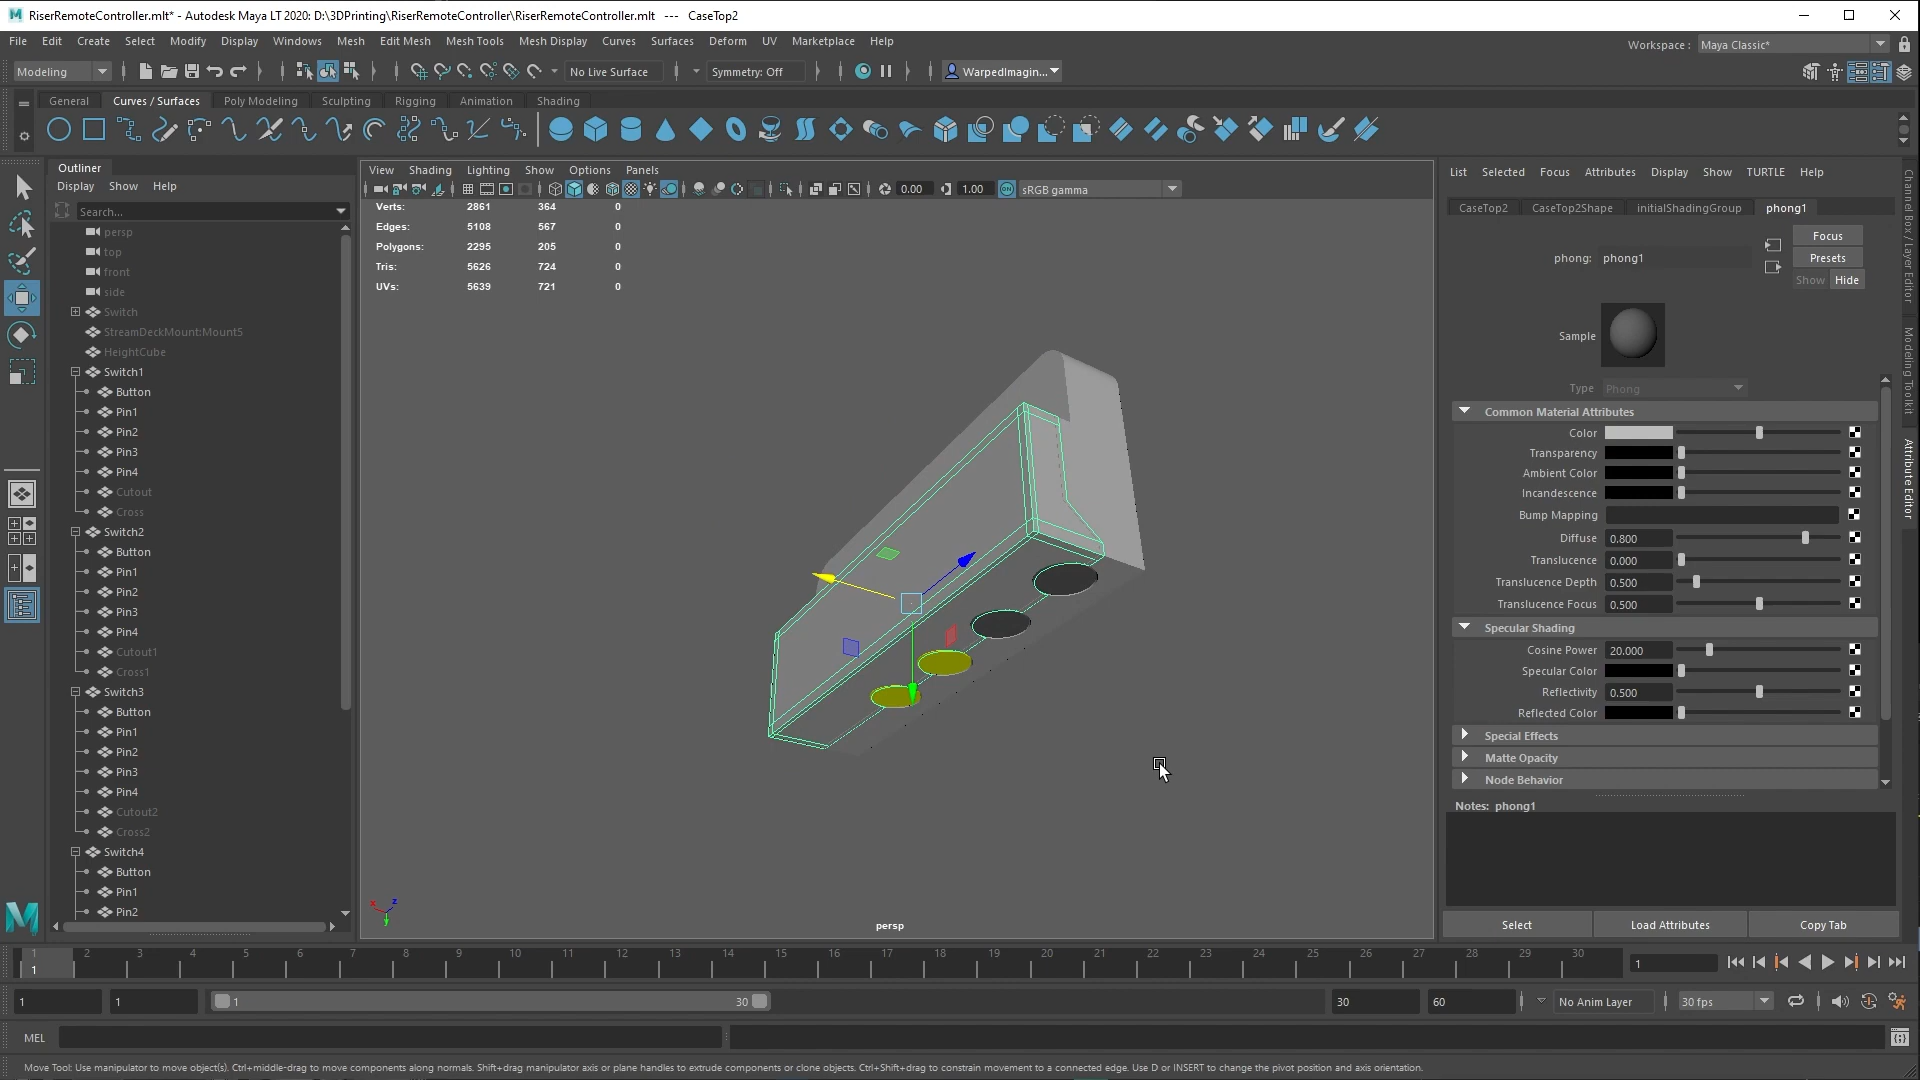 RiserRemoteController.mlt* - Autodesk Maya LT 2020: D:\3DPrinting\RiserRemoteController\RiserRemoteController.mlt --- CaseTop2
File Edit Create Select Modify Display Windows Mesh Edit Mesh Mesh Tools Mesh Display Curves Surfaces Deform UV Marketplace Help
Workspace : Maya Classic*
Modeling No Live Surface Symmetry: Off WarpedImagin...
General Curves / Surfaces Poly Modeling Sculpting Rigging Animation Shading
Outliner
Display Show Help
Search...
persp
top
front
side
Switch
StreamDeckMount:Mount5
HeightCube
Switch1
Button
Pin1
Pin2
Pin3
Pin4
Cutout
Cross
Switch2
Button
Pin1
Pin2
Pin3
Pin4
Cutout1
Cross1
Switch3
Button
Pin1
Pin2
Pin3
Pin4
Cutout2
Cross2
Switch4
Button
Pin1
Pin2
View Shading Lighting Show Options Panels
0.00 1.00 ON sRGB gamma
Verts: 2861 364 0
Edges: 5108 567 0
Polygons: 2295 205 0
Tris: 5626 724 0
UVs: 5639 721 0
x z
y
persp
List Selected Focus Attributes Display Show TURTLE Help
CaseTop2 CaseTop2Shape initialShadingGroup phong1
phong: phong1
Focus
Presets
Show Hide
Sample
Type Phong
Common Material Attributes
Color
Transparency
Ambient Color
Incandescence
Bump Mapping
Diffuse 0.800
Translucence 0.000
Translucence Depth 0.500
Translucence Focus 0.500
Specular Shading
Cosine Power 20.000
Specular Color
Reflectivity 0.500
Reflected Color
Special Effects
Matte Opacity
Node Behavior
Notes: phong1
Select Load Attributes Copy Tab
Channel Box / Layer Editor
Modeling Toolkit
Attribute Editor
1 2 3 4 5 6 7 8 9 10 11 12 13 14 15 16 17 18 19 20 21 22 23 24 25 26 27 28 29 30
1 1
1 1 1 30 30 60 No Anim Layer 30 fps
MEL
Move Tool: Use manipulator to move object(s). Ctrl+middle-drag to move components along normals. Shift+drag manipulator axis or plane handles to extrude components or clone objects. Ctrl+Shift+drag to constrain movement to a connected edge. Use D or INSERT to change the pivot position and axis orientation.